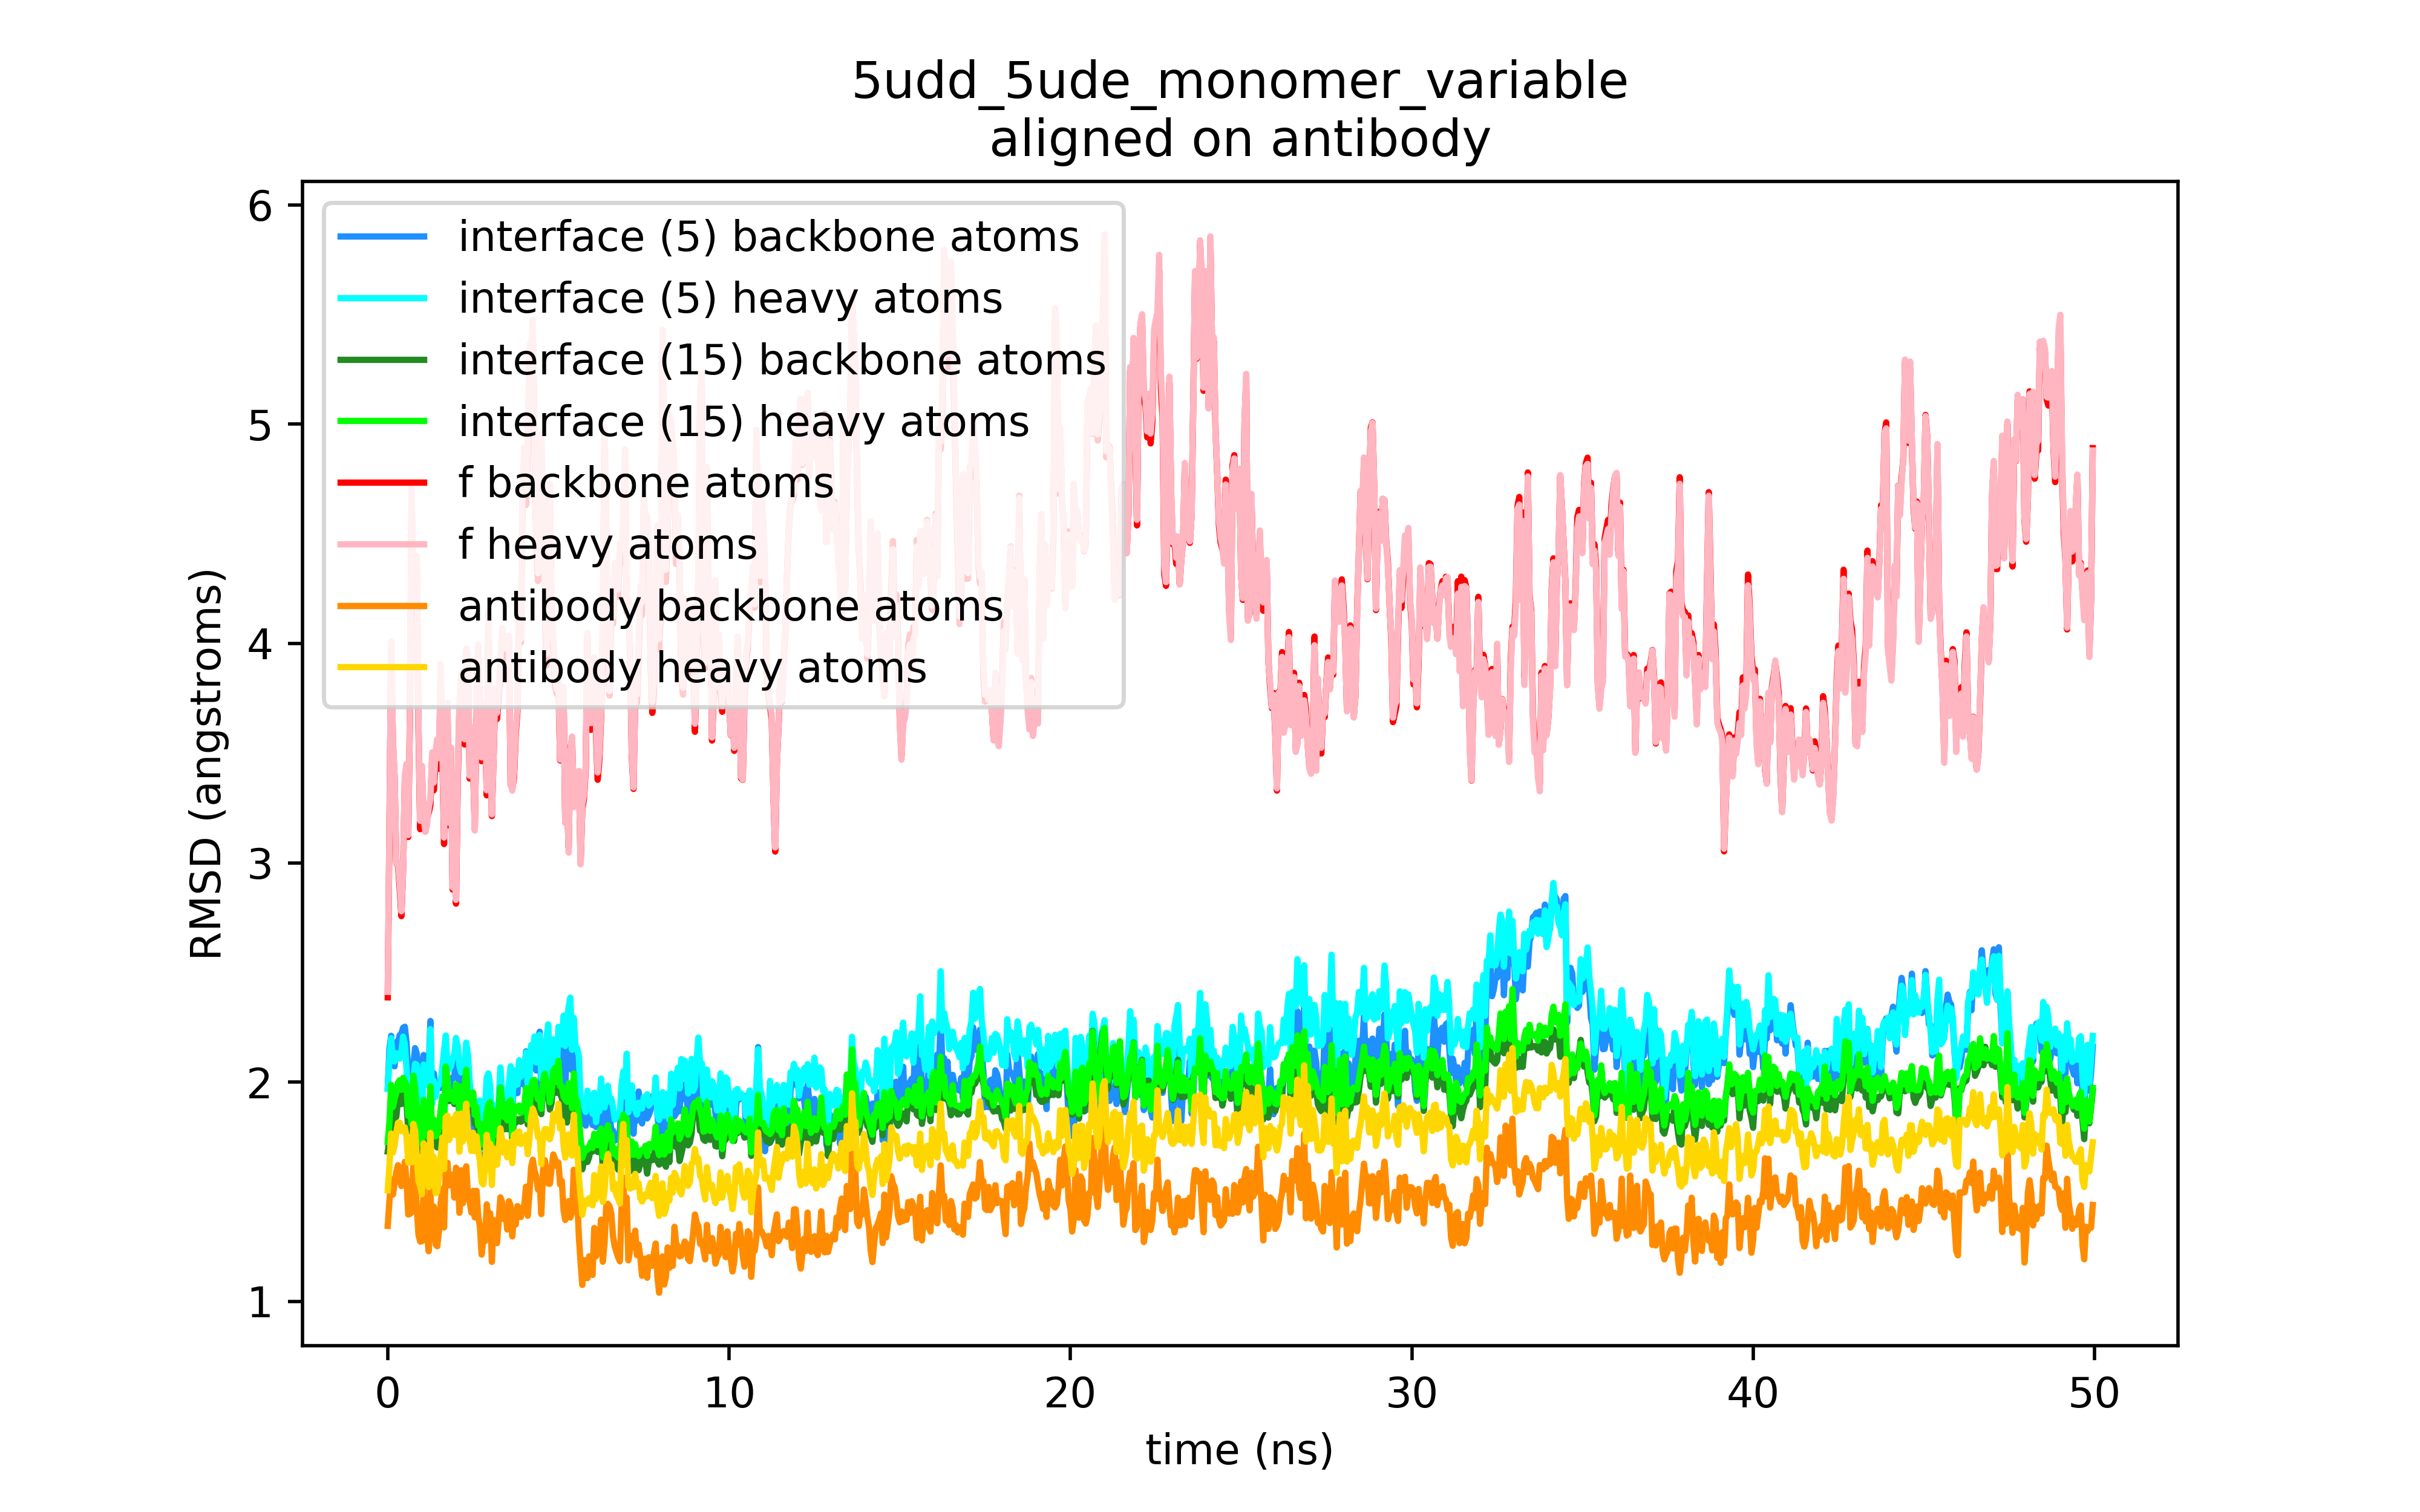 5udd_5ude_monomer_variable
aligned on antibody
interface (5) backbone atoms
interface (5) heavy atoms
interface (15) backbone atoms
interface (15) heavy atoms
f backbone atoms
f heavy atoms
antibody backbone atoms
antibody heavy atoms
6
5
4
3
2
1
RMSD (angstroms)
0 10 20 30 40 50
time (ns)